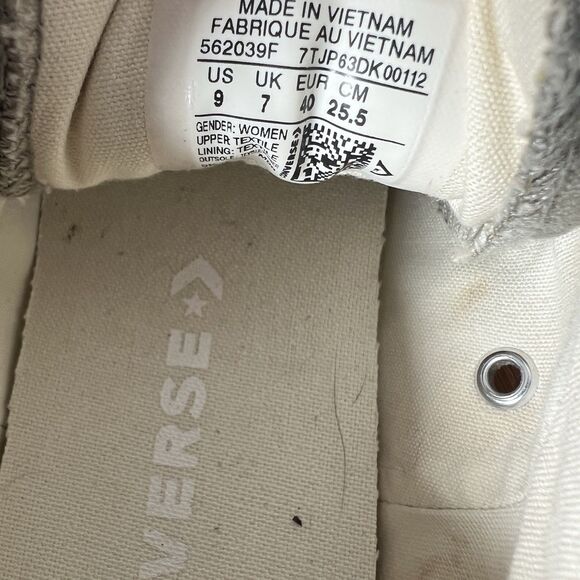 MADE IN VIETNAM
FABRIQUE AU VIETNAM
562039F 7TJP63DK00112
US UK EUR CM
9 7 40 25.5
GENDER: WOMEN
UPPER TEXTILE
LINING: TEXTILE
OUTSOLE
VERSE